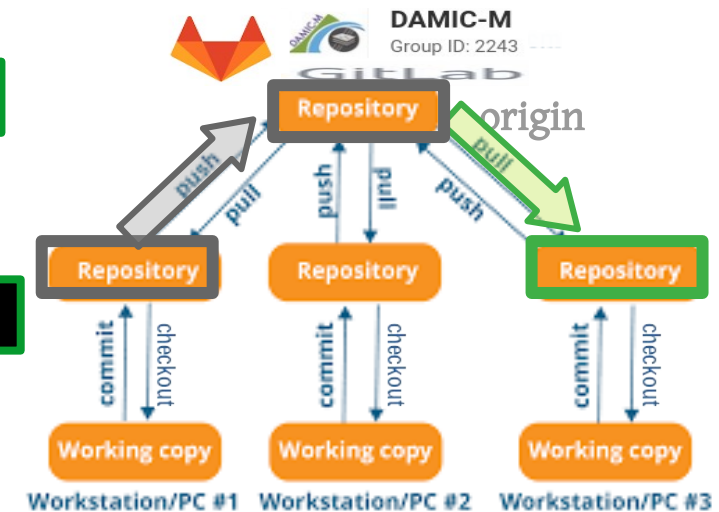 DAMIC-M
DAMIC-M
Group ID: 2243
GitLab
Repository
origin
push
pull
push
pull
push
pull
Repository
Repository
Repository
commit
checkout
commit
checkout
commit
checkout
Working copy
Working copy
Working copy
Workstation/PC #1
Workstation/PC #2
Workstation/PC #3